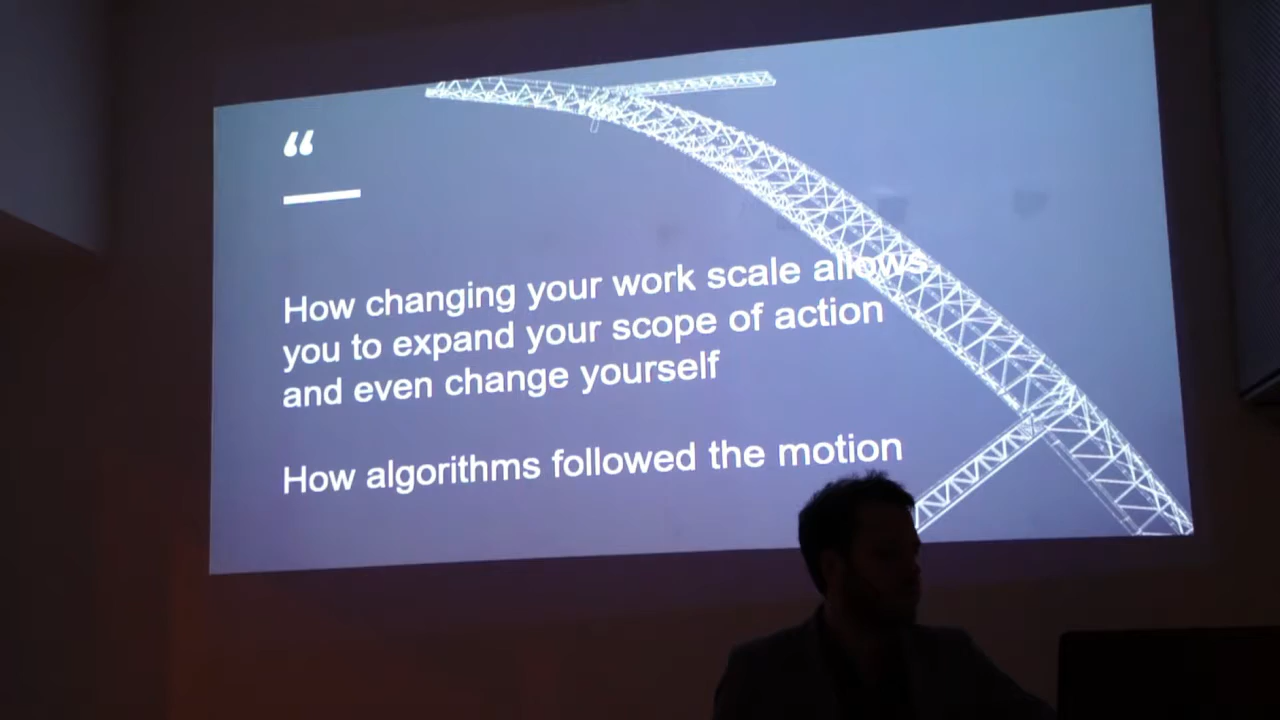 “
How changing your work scale allows
you to expand your scope of action
and even change yourself
How algorithms followed the motion